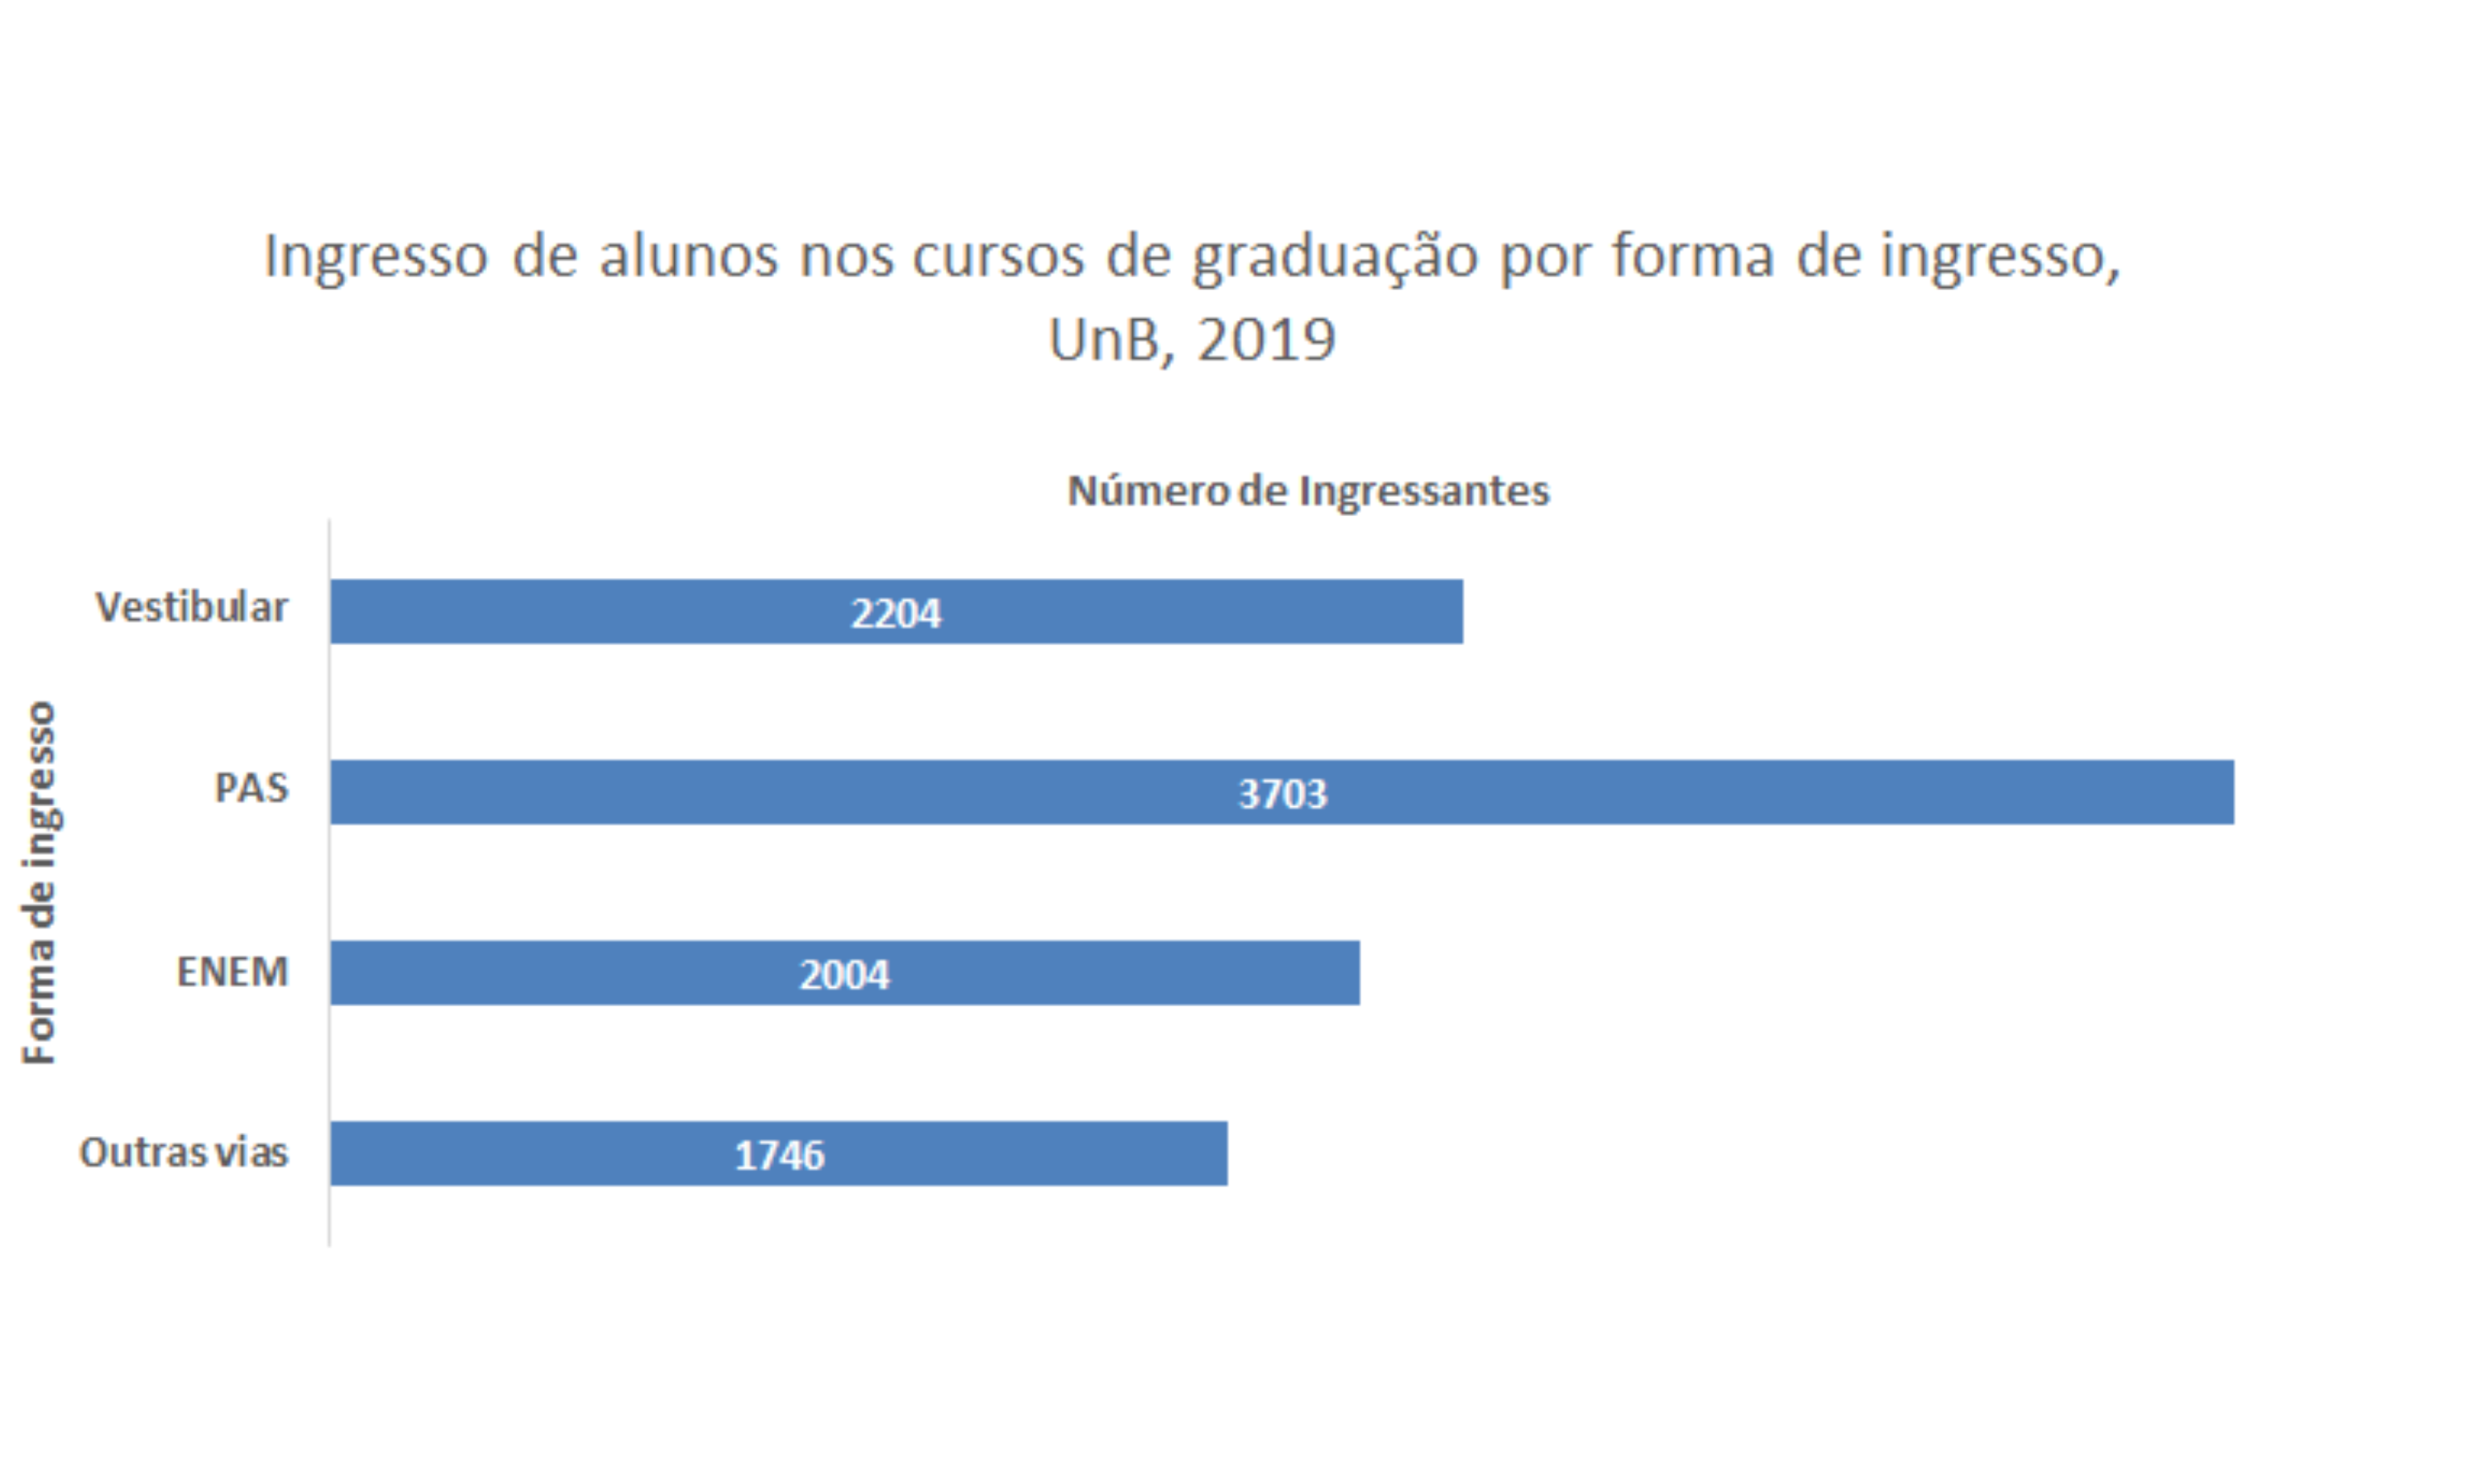 Ingresso de alunos nos cursos de graduação por forma de ingresso,
UnB, 2019
Número de Ingressantes
Forma de ingresso
Vestibular 2204
PAS 3703
ENEM 2004
Outras vias 1746